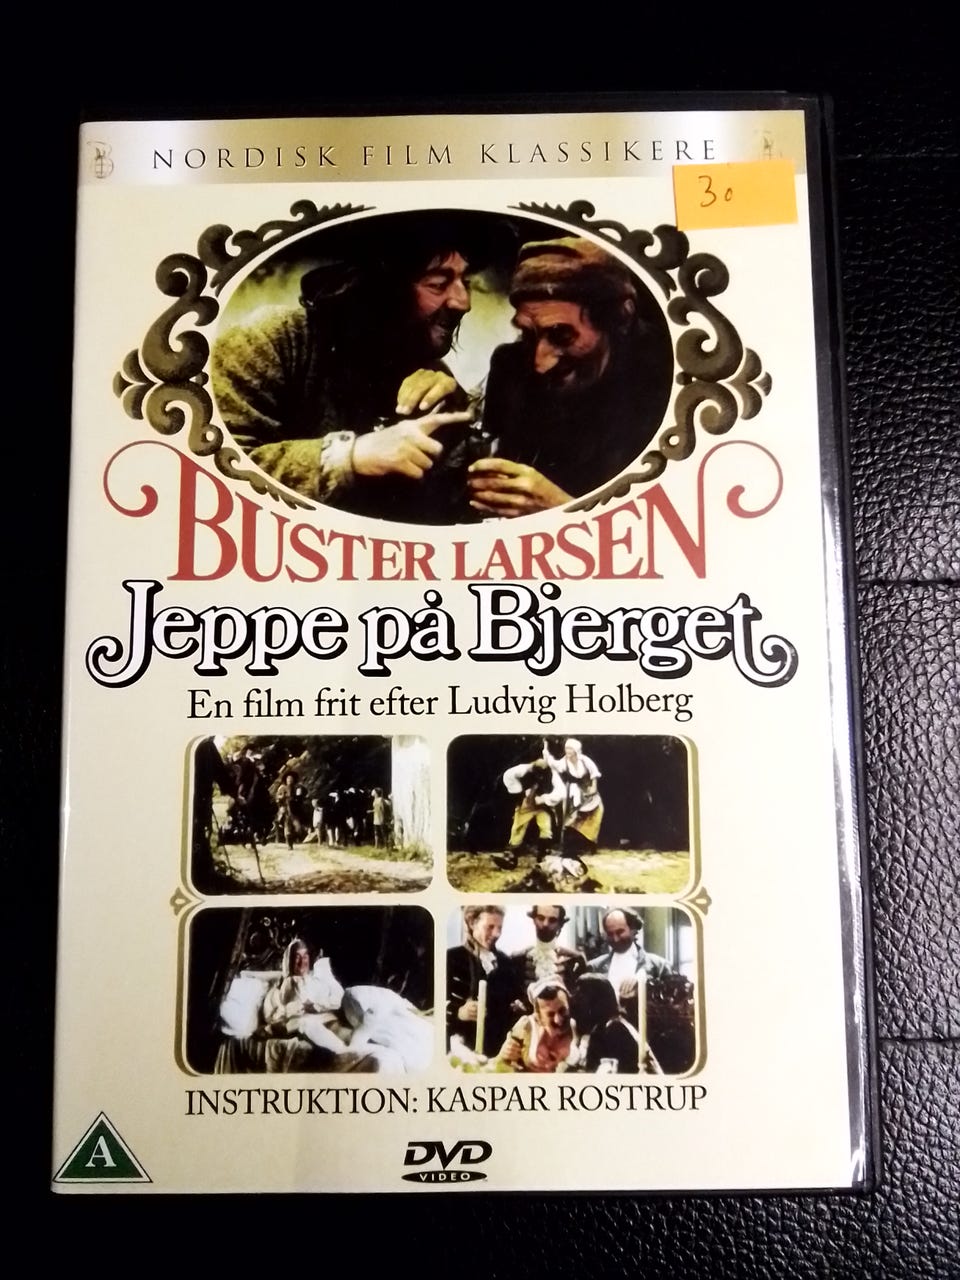 NORDISK FILM KLASSIKERE
30
BUSTER LARSEN
Jeppe på Bjerget
En film frit efter Ludvig Holberg
INSTRUKTION: KASPAR ROSTRUP
A
DVD
VIDEO